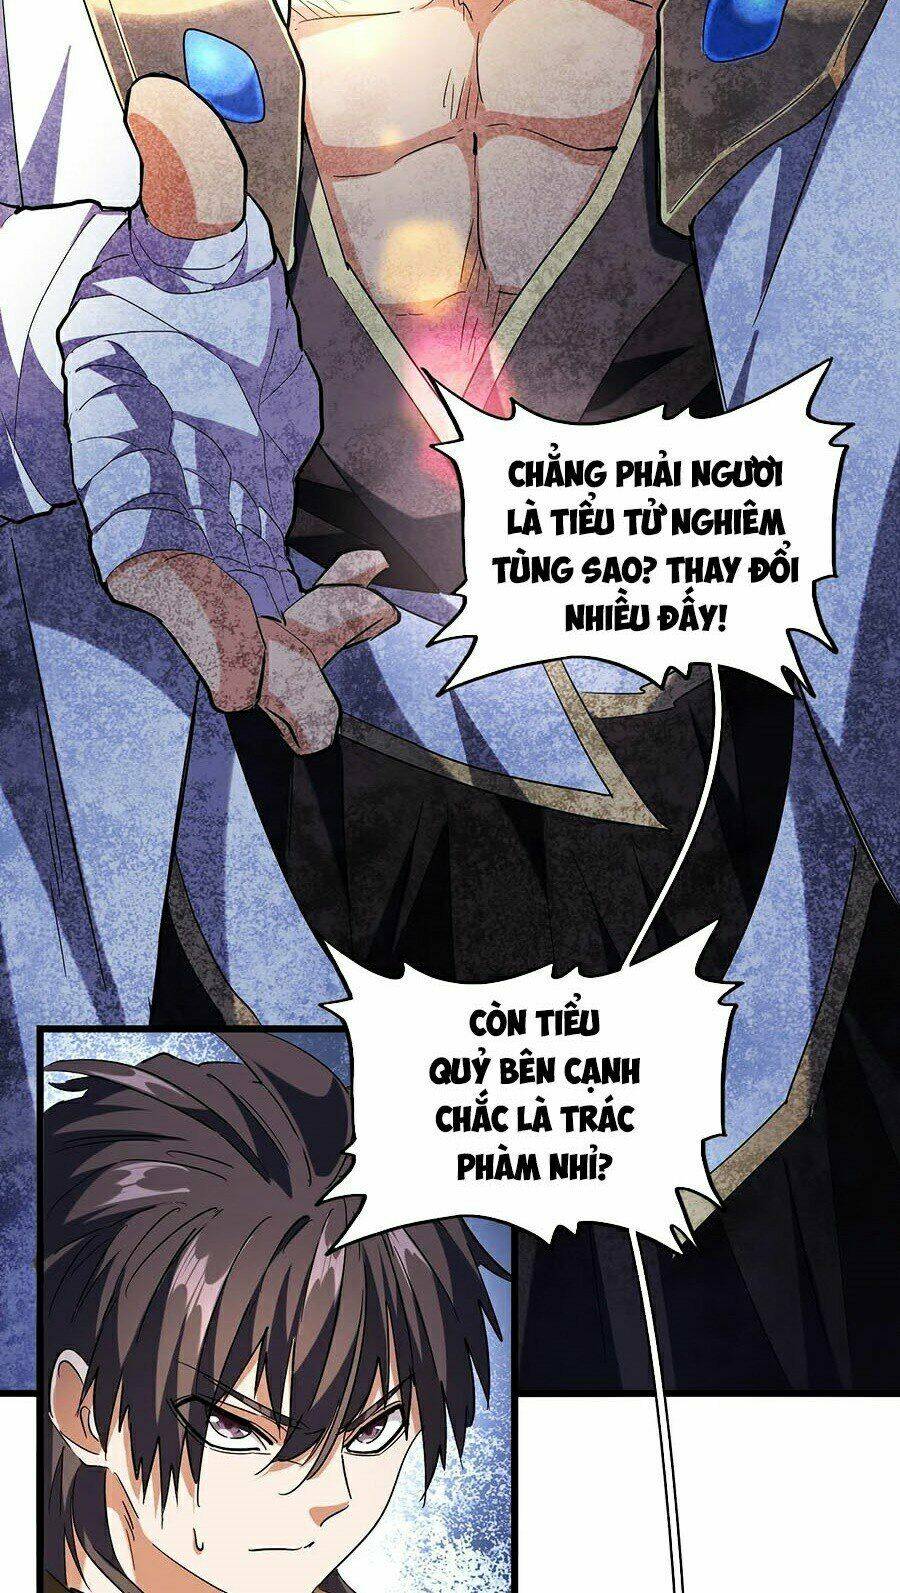 CHẲNG PHẢI NGƯƠI
LÀ TIỂU TỬ NGHIÊM
TÙNG SAO? THAY ĐỔI
NHIỀU ĐẤY!
CÒN TIỂU
QUỶ BÊN CẠNH
CHẮC LÀ TRÁC
PHÀM NHỈ?